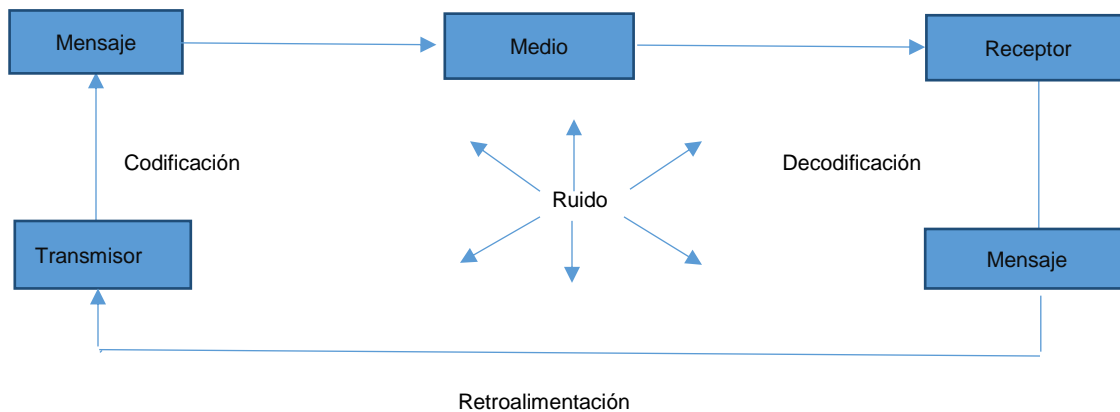 Mensaje
Medio
Receptor
Codificación
Decodificación
Ruido
Transmisor
Mensaje
Retroalimentación